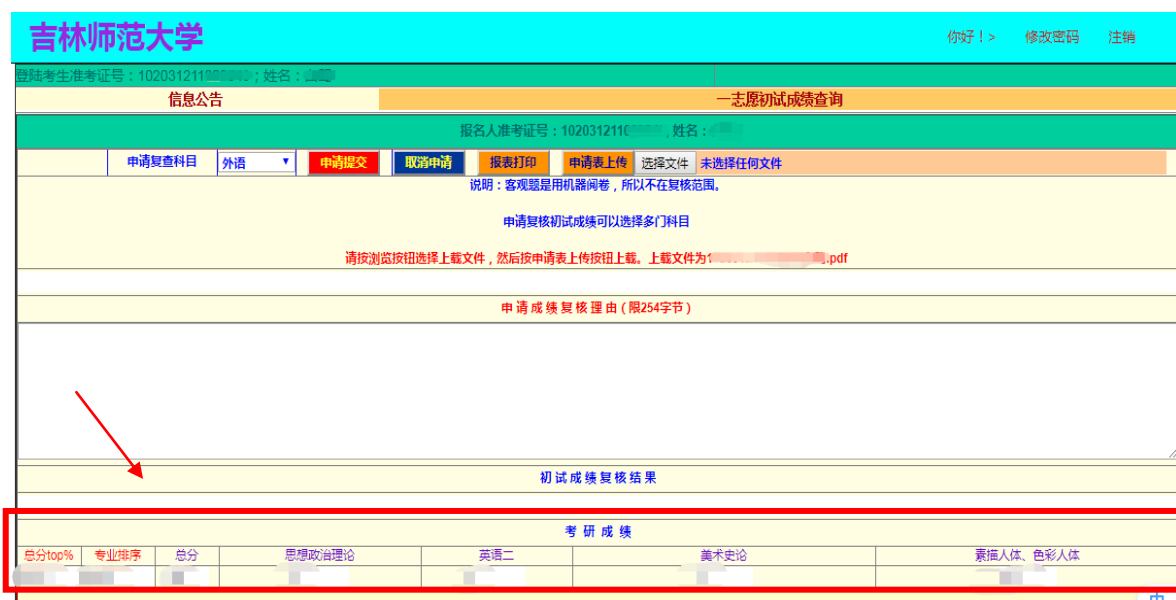 吉林师范大学
你好！> 修改密码 注销
登陆考生准考证号：102031211 ；姓名：
信息公告 一志愿初试成绩查询
报名人准考证号：102031211 ，姓名：
申请复查科目 外语 申请提交 取消申请 报表打印 申请表上传 选择文件 未选择任何文件
说明：客观题是用机器阅卷，所以不在复核范围。
申请复核初试成绩可以选择多门科目
请按浏览按钮选择上载文件，然后按申请表上传按钮上载。上载文件为1 .pdf
申 请 成 绩 复 核 理 由（ 限254字节 ）
初 试 成 绩 复 核 结 果
考 研 成 绩
总分top% 专业排序 总分 思想政治理论 英语二 美术史论 素描人体、色彩人体